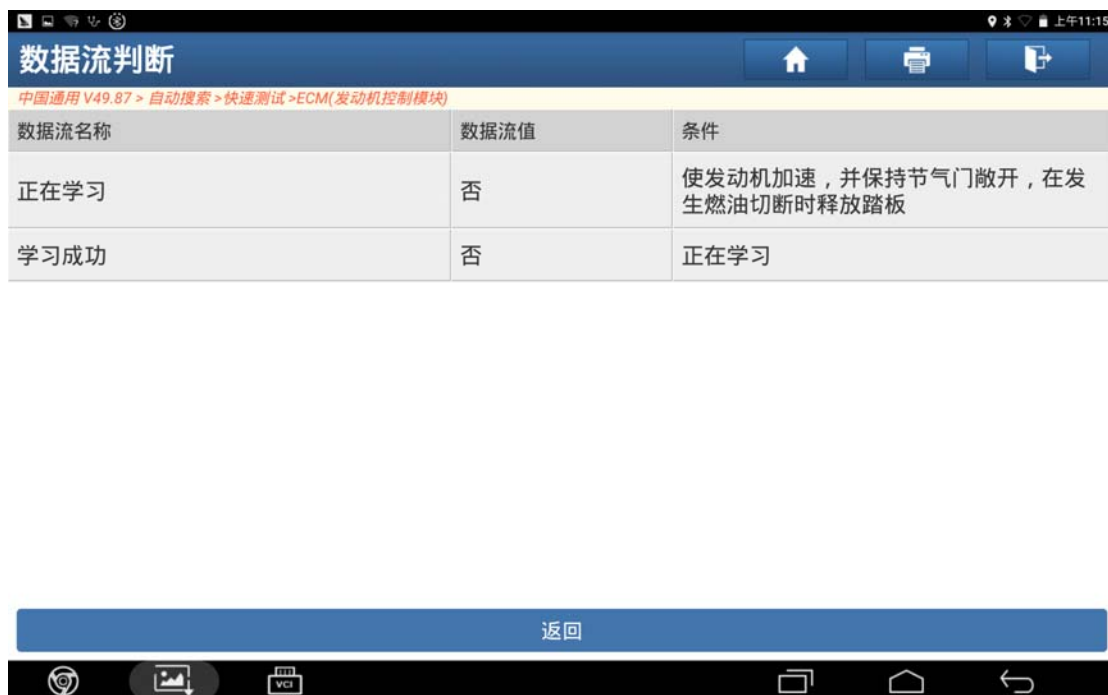 上午11:15
数据流判断
中国通用 V49.87 > 自动搜索 >快速测试 >ECM(发动机控制模块)
数据流名称 数据流值 条件
正在学习 否 使发动机加速，并保持节气门敞开，在发
生燃油切断时释放踏板
学习成功 否 正在学习
返回
VCI